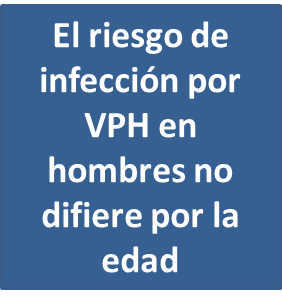 El riesgo de
infección por
VPH en
hombres no
difiere por la
edad